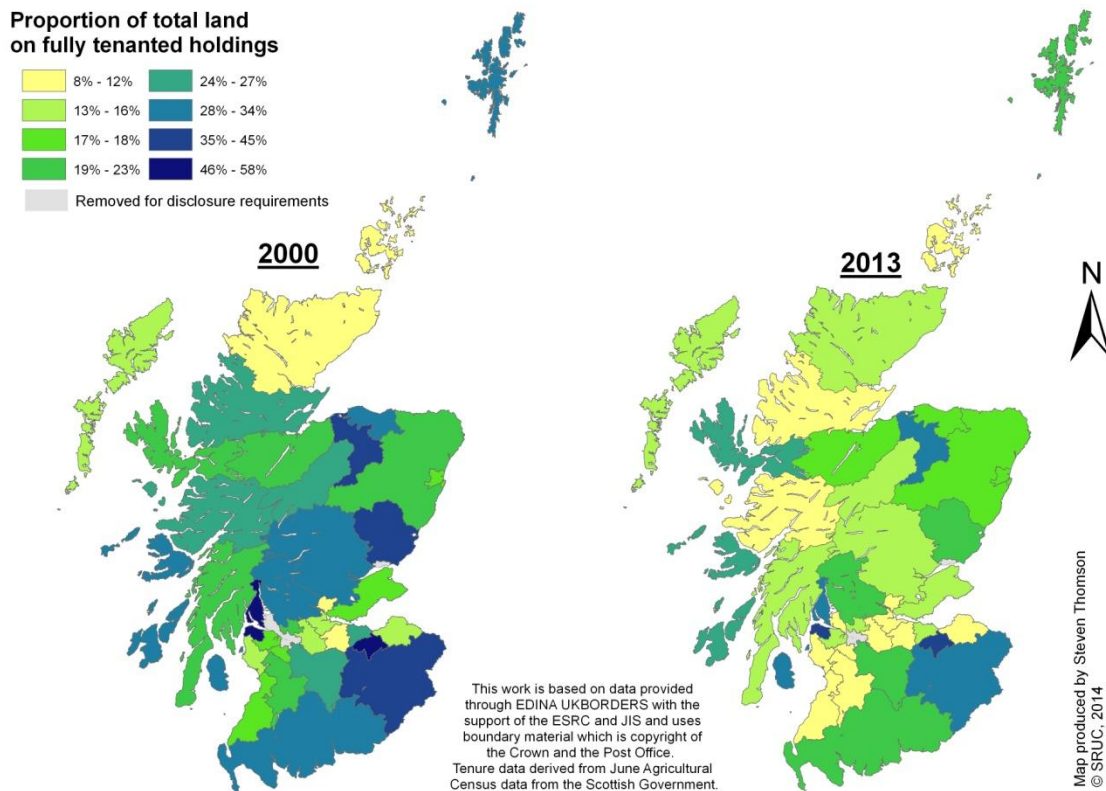 Proportion of total land
on fully tenanted holdings
8% - 12%
13% - 16%
17% - 18%
19% - 23%
24% - 27%
28% - 34%
35% - 45%
46% - 58%
Removed for disclosure requirements
2000
2013
N
This work is based on data provided
through EDINA UKBORDERS with the
support of the ESRC and JIS and uses
boundary material which is copyright of
the Crown and the Post Office.
Tenure data derived from June Agricultural
Census data from the Scottish Government.
Map produced by Steven Thomson
© SRUC, 2014